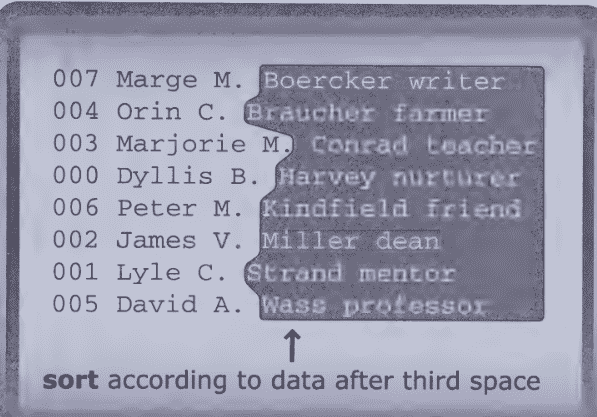 007 Marge M. Boercker writer
004 Orin C. Braucher farmer
003 Marjorie M. Conrad teacher
000 Dyllis B. Harvey nurturer
006 Peter M. Kindfield friend
002 James V. Miller dean
001 Lyle C. Strand mentor
005 David A. Wass professor
↑
sort according to data after third space